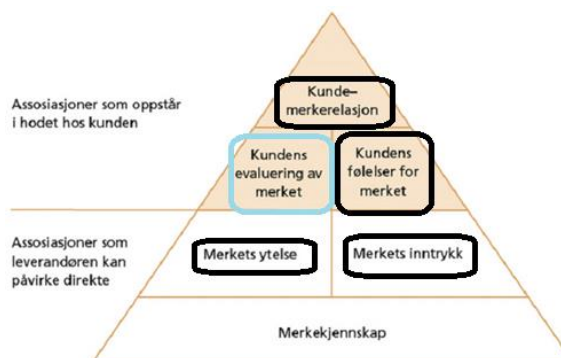 Kunde–
merkerelasjon
Assosiasjoner som oppstår
i hodet hos kunden
Kundens
evaluering av
merket
Kundens
følelser for
merket
Assosiasjoner som
leverandøren kan
påvirke direkte
Merkets ytelse
Merkets inntrykk
Merkekjennskap